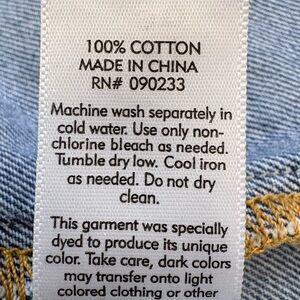 100% COTTON
MADE IN CHINA
RN# 090233
Machine wash separately in
cold water. Use only non-
chlorine bleach as needed.
Tumble dry low. Cool iron
as needed. Do not dry
clean.
This garment was specially
dyed to produce its unique
color. Take care, dark colors
may transfer onto light
colored clothing or other